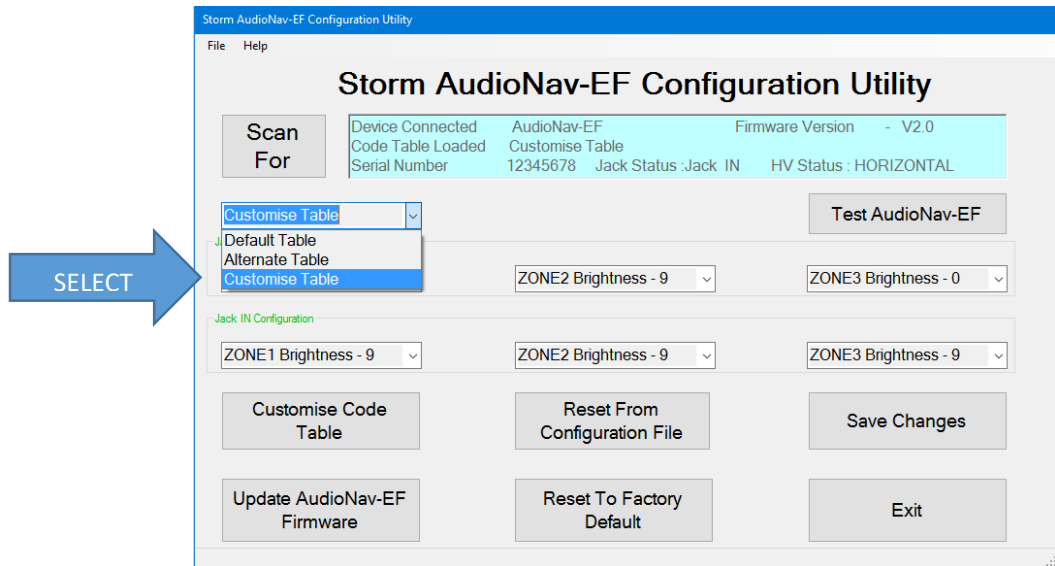 Storm AudioNav-EF Configuration Utility
File Help
Storm AudioNav-EF Configuration Utility
Scan For
Device Connected AudioNav-EF Firmware Version - V2.0
Code Table Loaded Customise Table
Serial Number 12345678 Jack Status :Jack IN HV Status : HORIZONTAL
Customise Table
Test AudioNav-EF
Default Table
Alternate Table
Customise Table
SELECT
ZONE2 Brightness - 9
ZONE3 Brightness - 0
Jack IN Configuration
ZONE1 Brightness - 9
ZONE2 Brightness - 9
ZONE3 Brightness - 9
Customise Code
Table
Reset From
Configuration File
Save Changes
Update AudioNav-EF
Firmware
Reset To Factory
Default
Exit